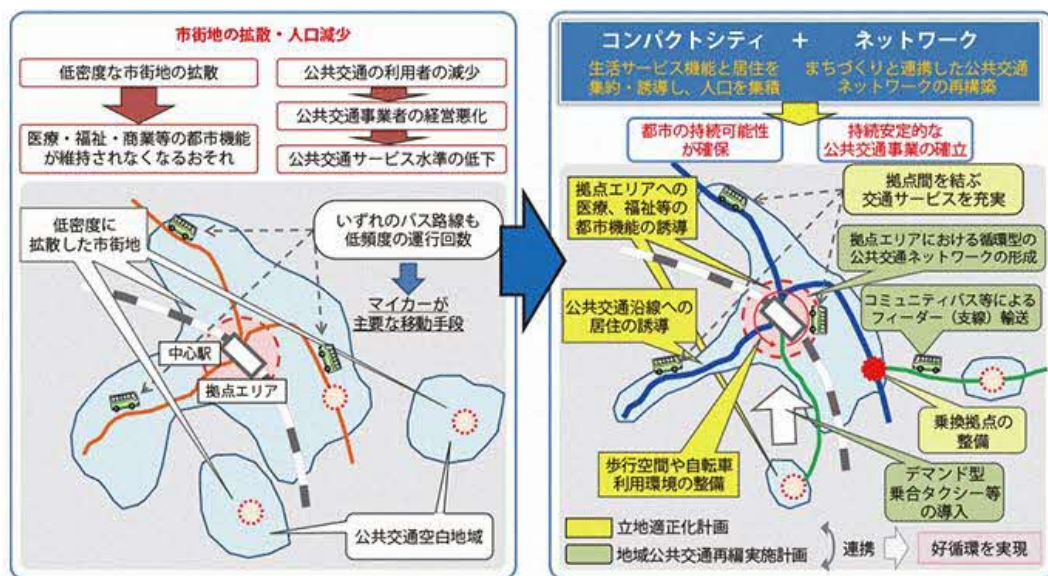 市街地の拡散・人口減少
低密度な市街地の拡散
医療・福祉・商業等の都市機能
が維持されなくなるおそれ
公共交通の利用者の減少
公共交通事業者の経営悪化
公共交通サービス水準の低下
低密度に
拡散した市街地
いずれのバス路線も
低頻度の運行回数
マイカーが
主要な移動手段
中心駅
拠点エリア
公共交通空白地域
コンパクトシティ + ネットワーク
生活サービス機能と居住を
集約・誘導し、人口を集積
まちづくりと連携した公共交通
ネットワークの再構築
都市の持続可能性
が確保
持続安定的な
公共交通事業の確立
拠点エリアへの
医療、福祉等の
都市機能の誘導
拠点間を結ぶ
交通サービスを充実
拠点エリアにおける循環型の
公共交通ネットワークの形成
公共交通沿線への
居住の誘導
コミュニティバス等による
フィーダー（支線）輸送
乗換拠点の
整備
歩行空間や自転車
利用環境の整備
デマンド型
乗合タクシー等
の導入
立地適正化計画
地域公共交通再編実施計画
連携
好循環を実現